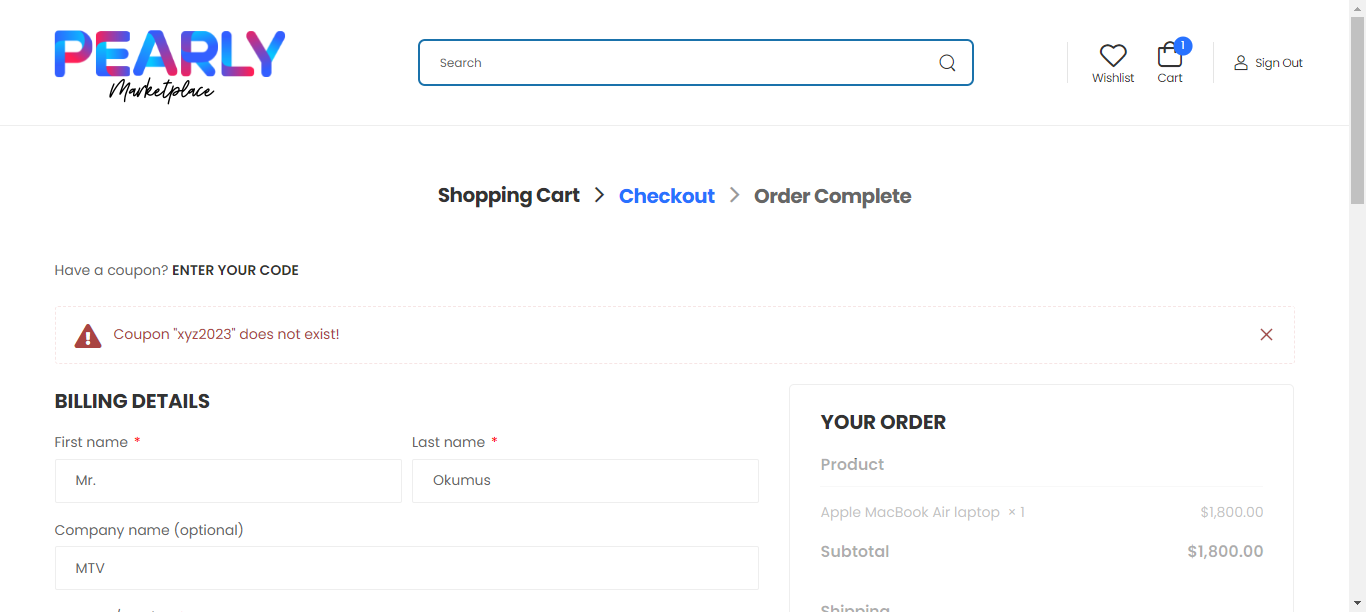 PEARLY
Marketplace
Search
1
Wishlist
Cart
Sign Out
Shopping Cart > Checkout > Order Complete
Have a coupon? ENTER YOUR CODE
Coupon "xyz2023" does not exist!
BILLING DETAILS
First name *
Last name *
Mr.
Okumus
Company name (optional)
MTV
YOUR ORDER
Product
Apple MacBook Air laptop × 1 $1,800.00
Subtotal $1,800.00
Shipping